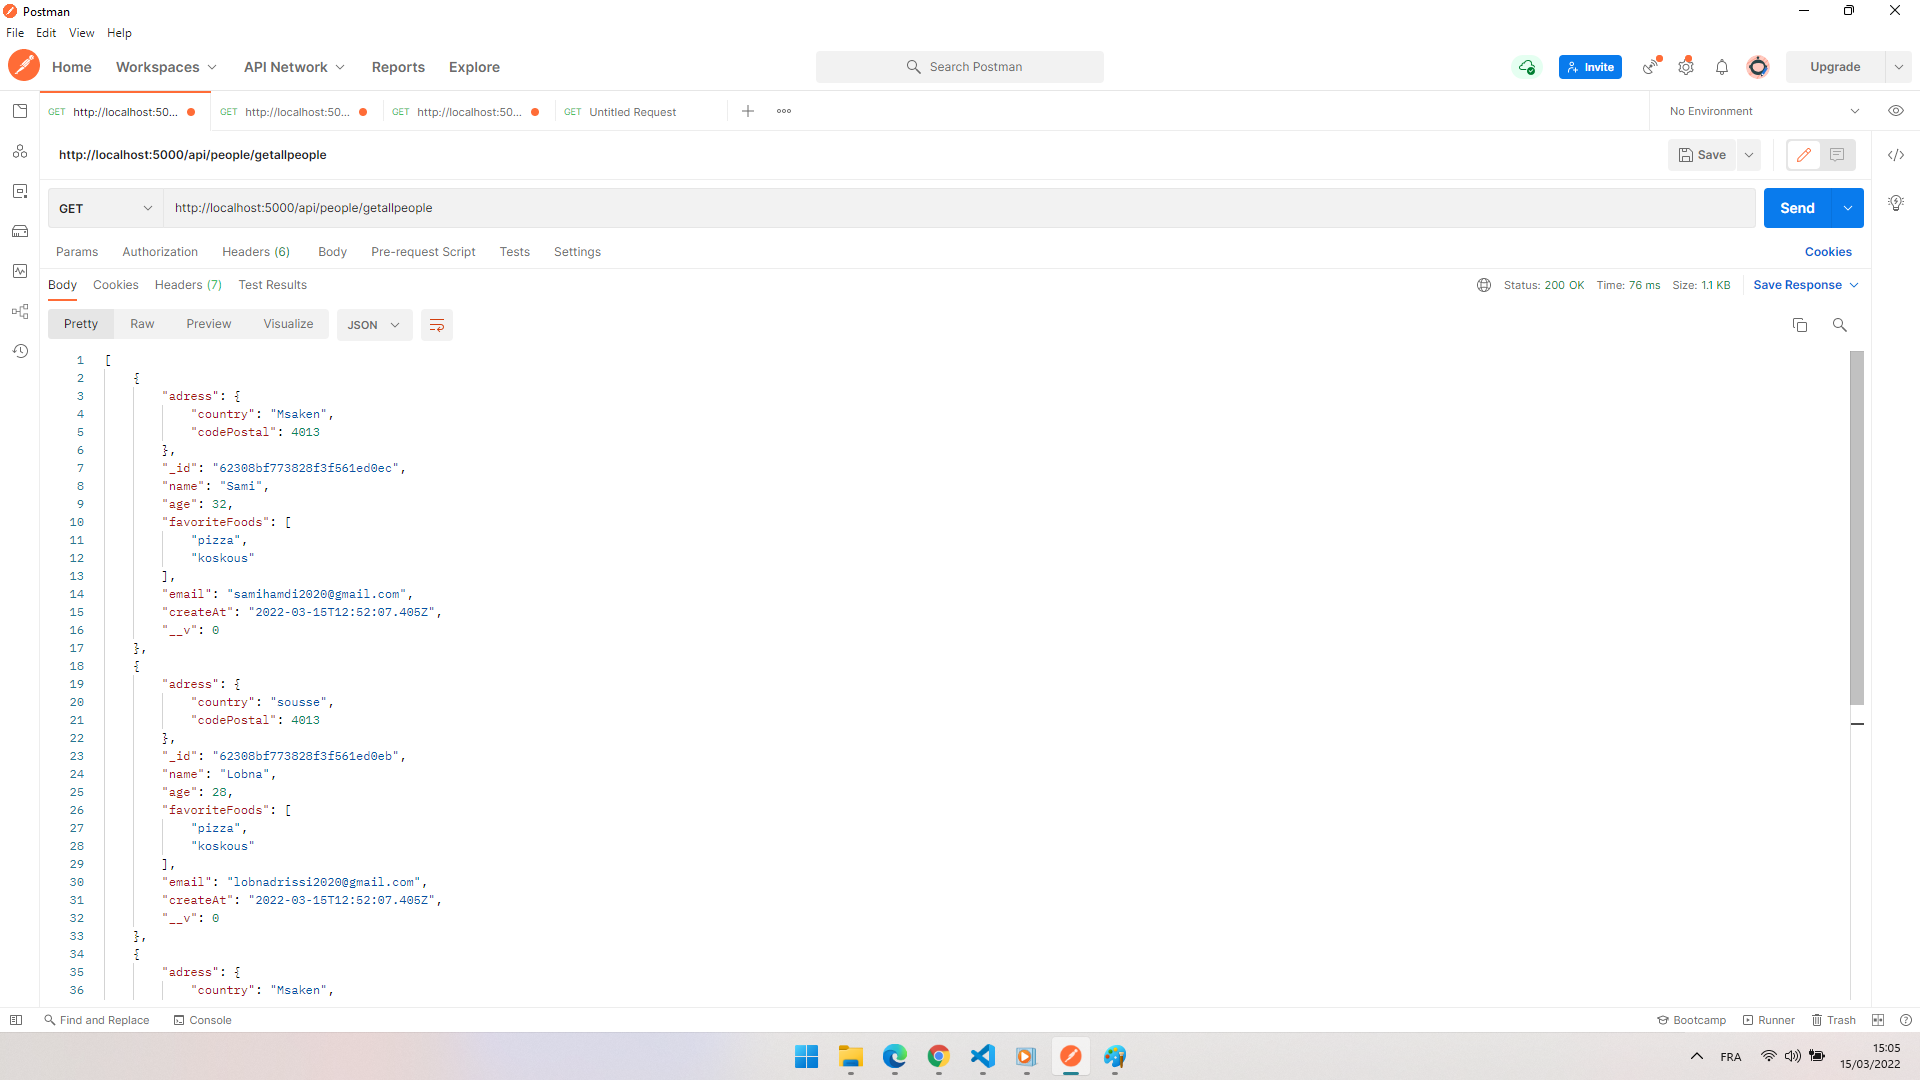 Postman
File Edit View Help
Home Workspaces API Network Reports Explore Search Postman Invite Upgrade
GET http://localhost:50... GET http://localhost:50... GET http://localhost:50... GET Untitled Request No Environment
http://localhost:5000/api/people/getallpeople Save
GET http://localhost:5000/api/people/getallpeople Send
Params Authorization Headers (6) Body Pre-request Script Tests Settings Cookies
Body Cookies Headers (7) Test Results Status: 200 OK Time: 76 ms Size: 1.1 KB Save Response
Pretty Raw Preview Visualize JSON
1 [
2 {
3 "adress": {
4 "country": "Msaken",
5 "codePostal": 4013
6 },
7 "_id": "62308bf773828f3f561ed0ec",
8 "name": "Sami",
9 "age": 32,
10 "favoriteFoods": [
11 "pizza",
12 "koskous"
13 ],
14 "email": "samihamdi2020@gmail.com",
15 "createAt": "2022-03-15T12:52:07.405Z",
16 "__v": 0
17 },
18 {
19 "adress": {
20 "country": "sousse",
21 "codePostal": 4013
22 },
23 "_id": "62308bf773828f3f561ed0eb",
24 "name": "Lobna",
25 "age": 28,
26 "favoriteFoods": [
27 "pizza",
28 "koskous"
29 ],
30 "email": "lobnadrissi2020@gmail.com",
31 "createAt": "2022-03-15T12:52:07.405Z",
32 "__v": 0
33 },
34 {
35 "adress": {
36 "country": "Msaken",
Find and Replace Console Bootcamp Runner Trash
FRA 15:05
15/03/2022